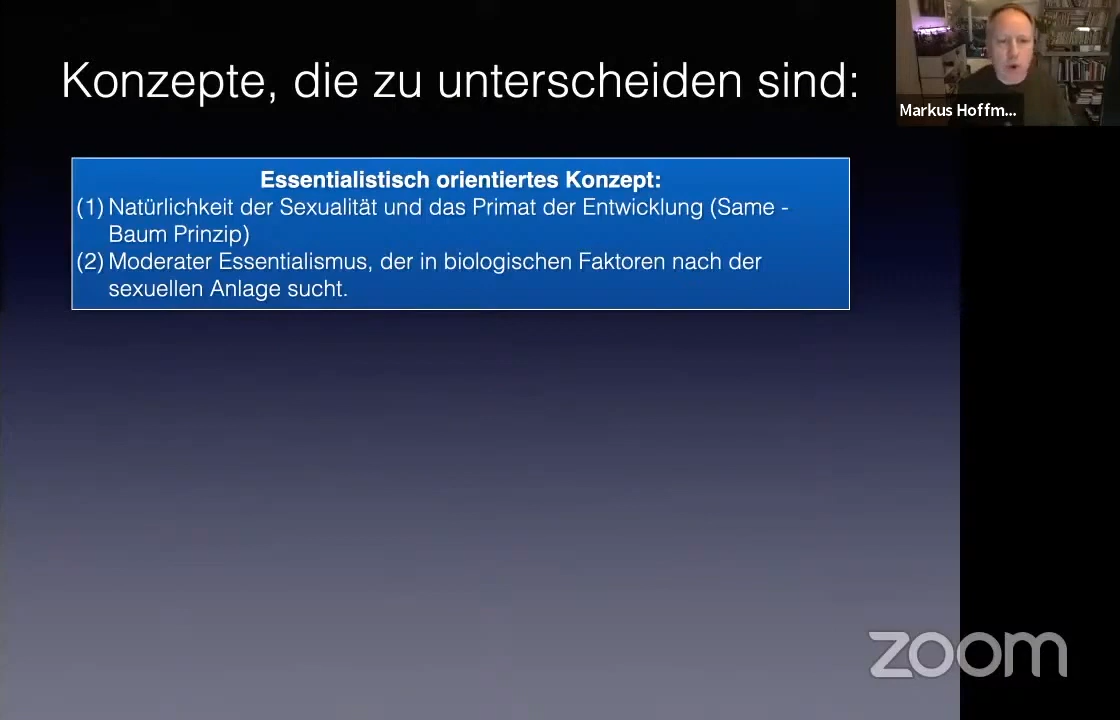 Konzepte, die zu unterscheiden sind:
Markus Hoffm...
Essentialistisch orientiertes Konzept:
(1) Natürlichkeit der Sexualität und das Primat der Entwicklung (Same -
Baum Prinzip)
(2) Moderater Essentialismus, der in biologischen Faktoren nach der
sexuellen Anlage sucht.
zoom